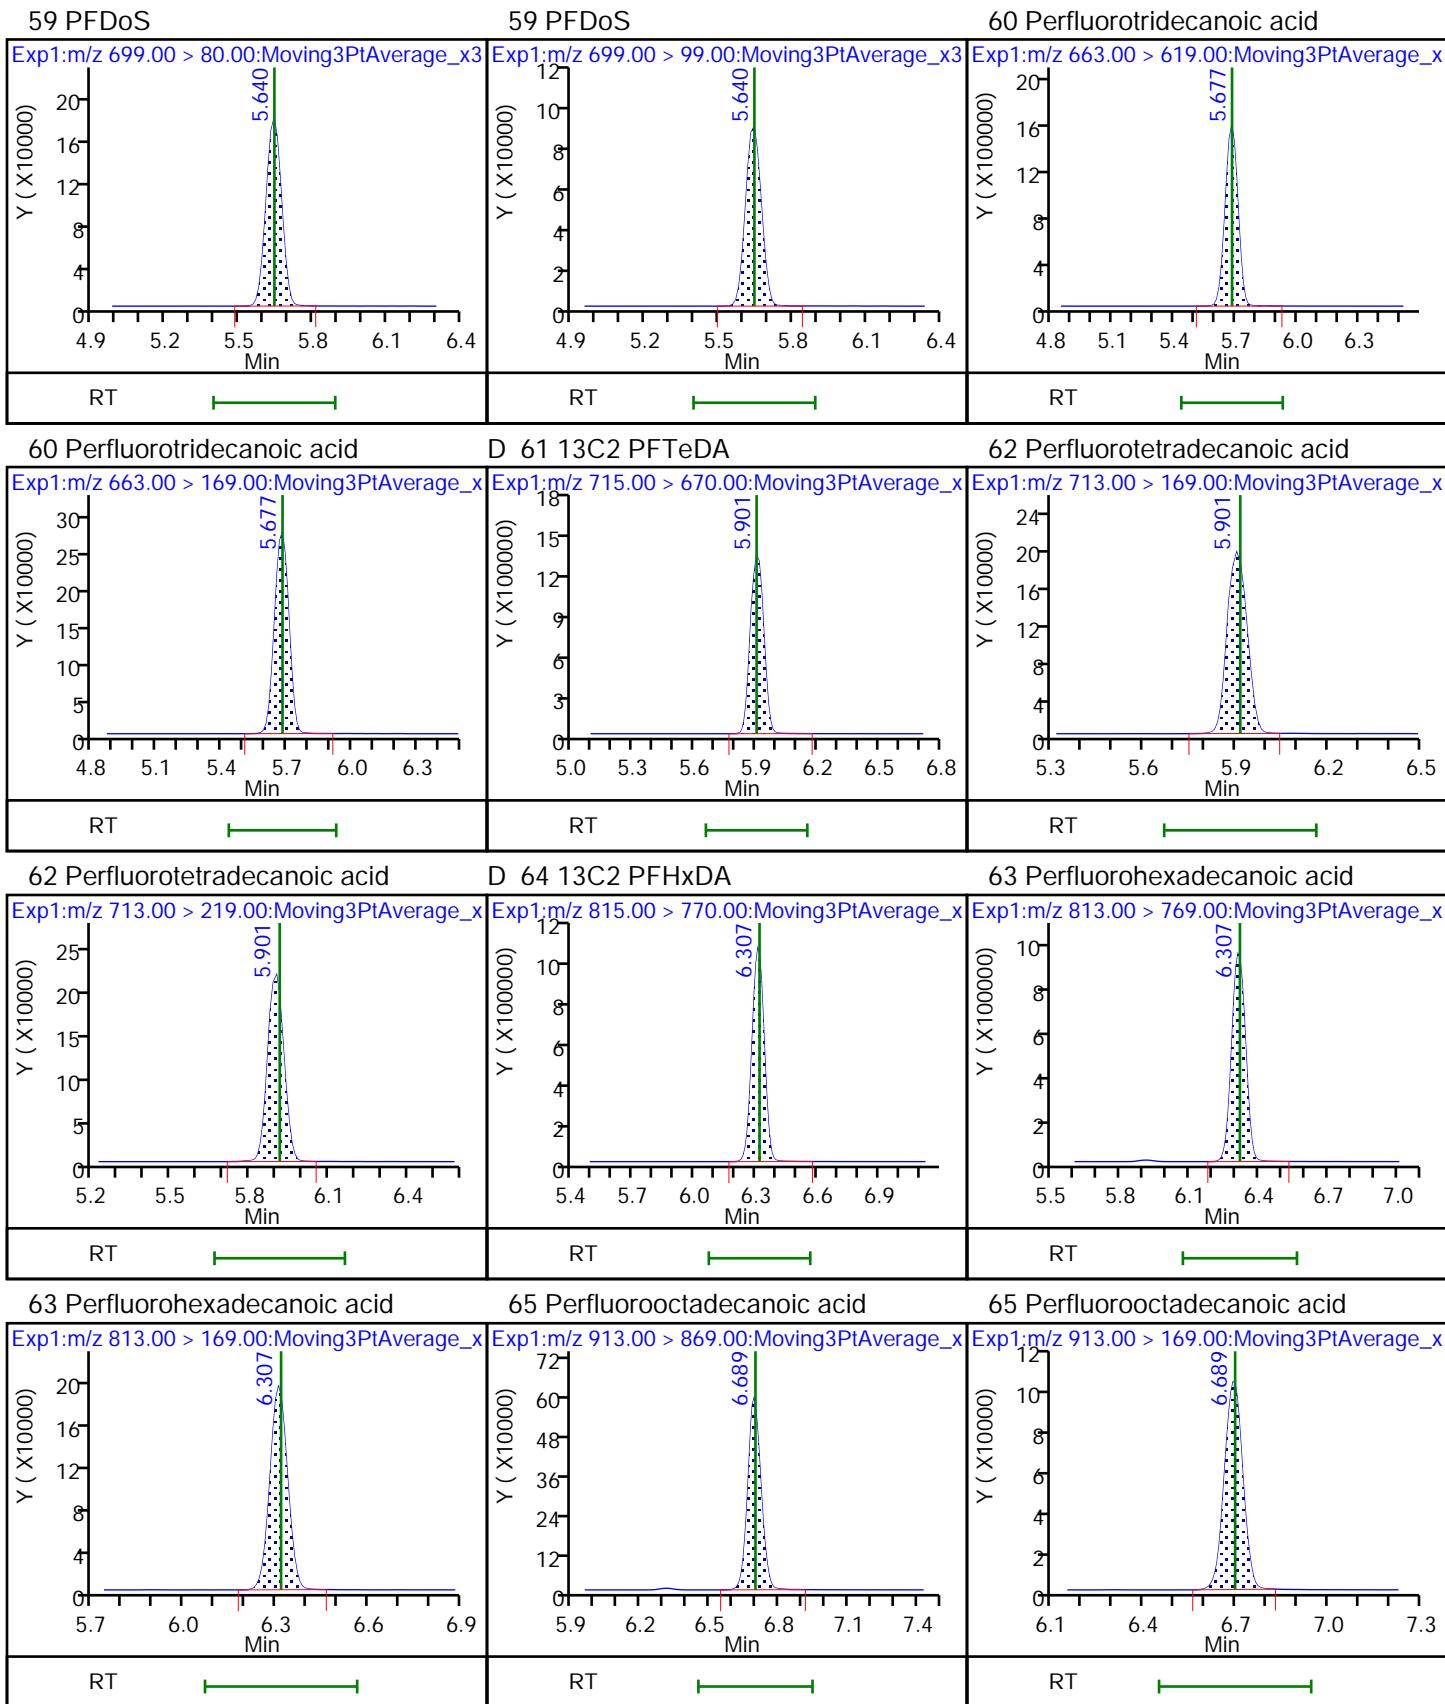 59 PFDoS
Exp1:m/z 699.00 > 80.00:Moving3PtAverage_x3
5.640
Y ( X10000)
20
16
12
8
4
0
4.9 5.2 5.5 5.8 6.1 6.4
Min
RT
59 PFDoS
Exp1:m/z 699.00 > 99.00:Moving3PtAverage_x3
5.640
Y ( X10000)
12
10
8
6
4
2
0
4.9 5.2 5.5 5.8 6.1 6.4
Min
RT
60 Perfluorotridecanoic acid
Exp1:m/z 663.00 > 619.00:Moving3PtAverage_x
5.677
Y ( X100000)
20
16
12
8
4
0
4.8 5.1 5.4 5.7 6.0 6.3
Min
RT
60 Perfluorotridecanoic acid
Exp1:m/z 663.00 > 169.00:Moving3PtAverage_x
5.677
Y ( X10000)
30
25
20
15
10
5
0
4.8 5.1 5.4 5.7 6.0 6.3
Min
RT
D 61 13C2 PFTeDA
Exp1:m/z 715.00 > 670.00:Moving3PtAverage_x
5.901
Y ( X100000)
18
15
12
9
6
3
0
5.0 5.3 5.6 5.9 6.2 6.5 6.8
Min
RT
62 Perfluorotetradecanoic acid
Exp1:m/z 713.00 > 169.00:Moving3PtAverage_x
5.901
Y ( X10000)
24
20
16
12
8
4
0
5.3 5.6 5.9 6.2 6.5
Min
RT
62 Perfluorotetradecanoic acid
Exp1:m/z 713.00 > 219.00:Moving3PtAverage_x
5.901
Y ( X10000)
25
20
15
10
5
0
5.2 5.5 5.8 6.1 6.4
Min
RT
D 64 13C2 PFHxDA
Exp1:m/z 815.00 > 770.00:Moving3PtAverage_x
6.307
Y ( X100000)
12
10
8
6
4
2
0
5.4 5.7 6.0 6.3 6.6 6.9
Min
RT
63 Perfluorohexadecanoic acid
Exp1:m/z 813.00 > 769.00:Moving3PtAverage_x
6.307
Y ( X100000)
10
8
6
4
2
0
5.5 5.8 6.1 6.4 6.7 7.0
Min
RT
63 Perfluorohexadecanoic acid
Exp1:m/z 813.00 > 169.00:Moving3PtAverage_x
6.307
Y ( X10000)
20
16
12
8
4
0
5.7 6.0 6.3 6.6 6.9
Min
RT
65 Perfluorooctadecanoic acid
Exp1:m/z 913.00 > 869.00:Moving3PtAverage_x
6.689
Y ( X10000)
72
60
48
36
24
12
0
5.9 6.2 6.5 6.8 7.1 7.4
Min
RT
65 Perfluorooctadecanoic acid
Exp1:m/z 913.00 > 169.00:Moving3PtAverage_x
6.689
Y ( X10000)
12
10
8
6
4
2
0
6.1 6.4 6.7 7.0 7.3
Min
RT